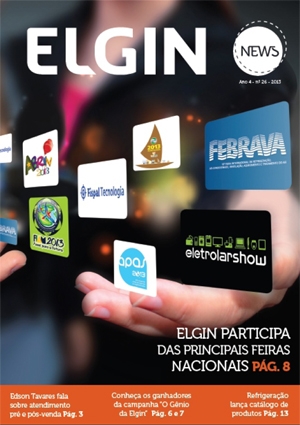 ELGIN
NEWS
Ano 4 - Nº 26 - 2013
2013
FEBRAVA
Fispal Tecnologia
2013
eletrolarshow
apas
ELGIN PARTICIPA
DAS PRINCIPAIS FEIRAS
NACIONAIS PÁG. 8
Edson Tavares fala
sobre atendimento
pré e pós-venda Pág. 3
Conheça os ganhadores
da campanha "O Gênio
da Elgin" Pág. 6 e 7
Refrigeração
lança catálogo de
produtos Pág. 13